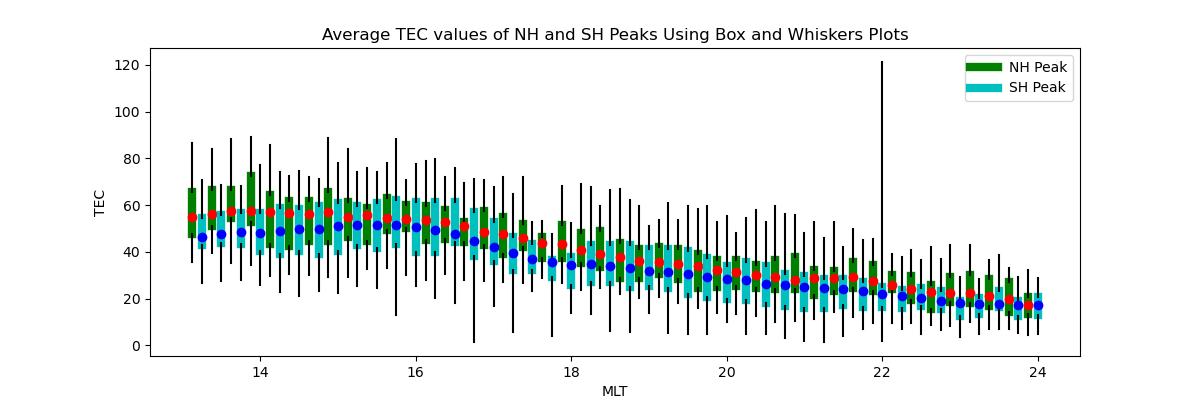 Average TEC values of NH and SH Peaks Using Box and Whiskers Plots
120
100
80
60
40
20
0
TEC
NH Peak
SH Peak
14 16 18 20 22 24
MLT